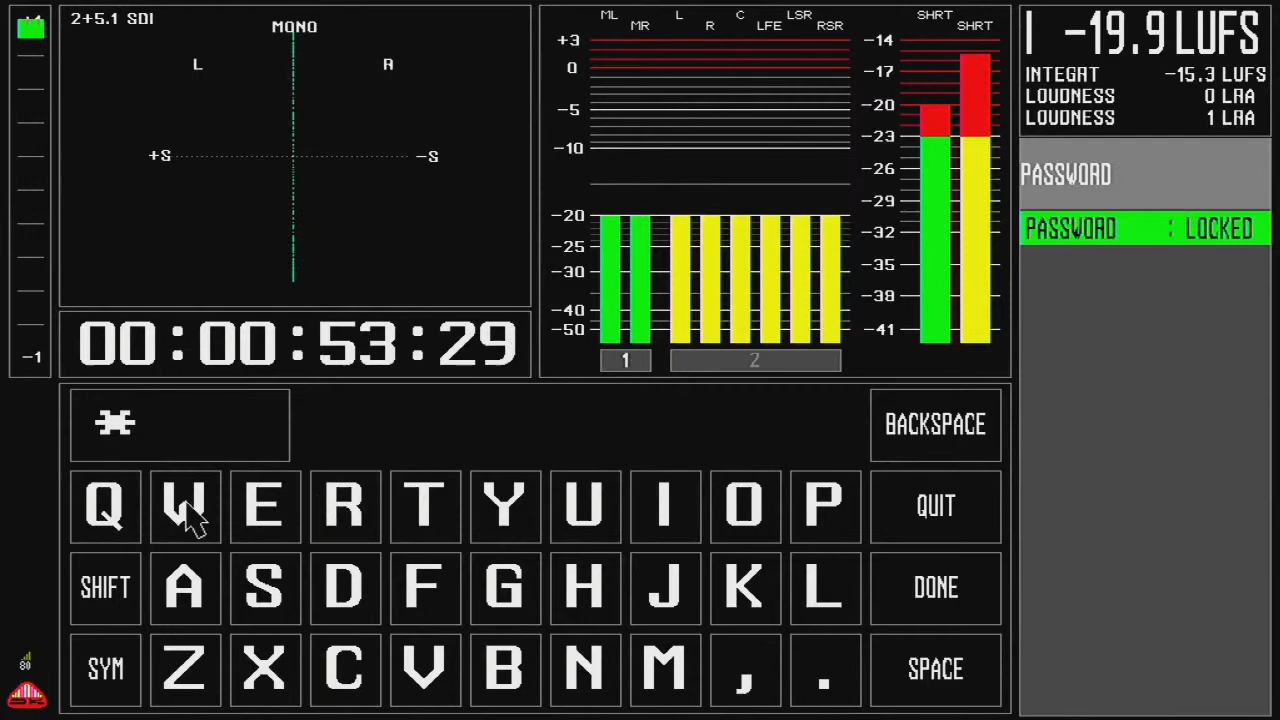 +1
2+5.1 SDI
MONO
L R
+S -S
-1
00:00:53:29
ML L C LSR
MR R LFE RSR
+3
0
-5
-10
-20
-25
-30
-40
-50
1 2
SHRT
SHRT
-14
-17
-20
-23
-26
-29
-32
-35
-38
-41
I -19.9 LUFS
INTEGRT -15.3 LUFS
LOUDNESS 0 LRA
LOUDNESS 1 LRA
PASSWORD
PASSWORD : LOCKED
* BACKSPACE
Q W E R T Y U I O P QUIT
SHIFT A S D F G H J K L DONE
SYM Z X C V B N M , . SPACE
80